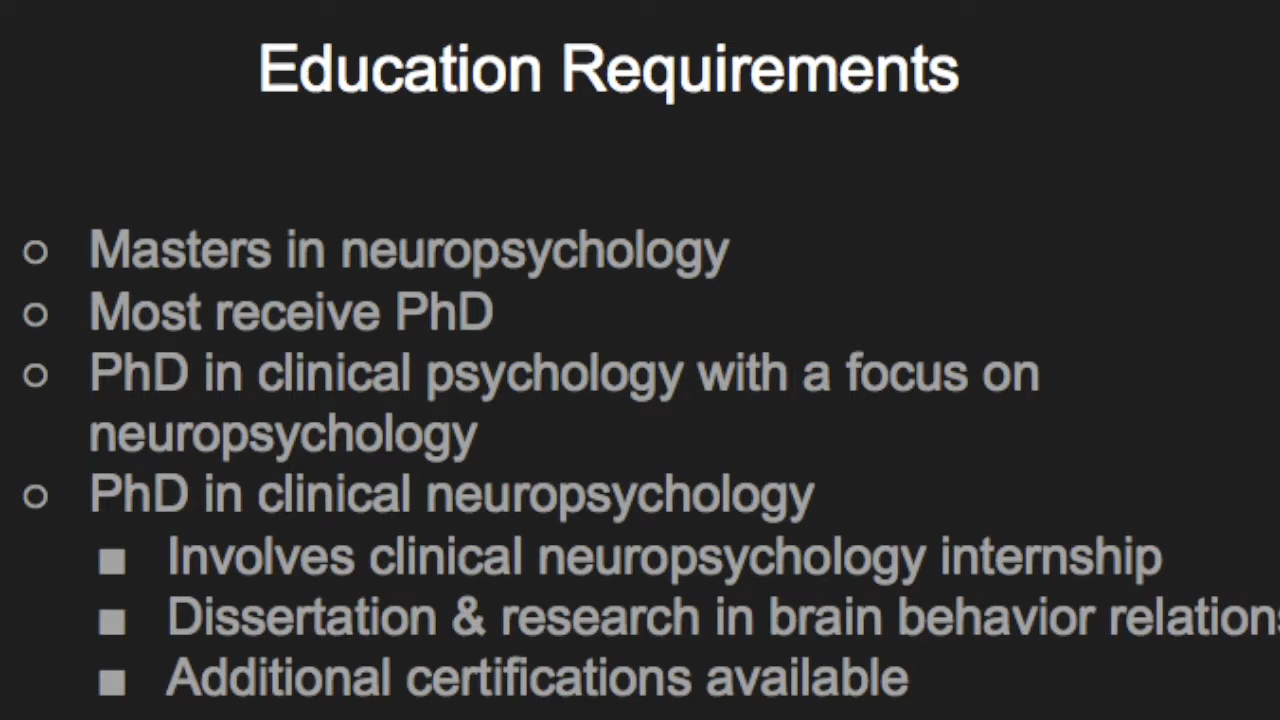 Education Requirements
Masters in neuropsychology
Most receive PhD
PhD in clinical psychology with a focus on
neuropsychology
PhD in clinical neuropsychology
Involves clinical neuropsychology internship
Dissertation & research in brain behavior relations
Additional certifications available